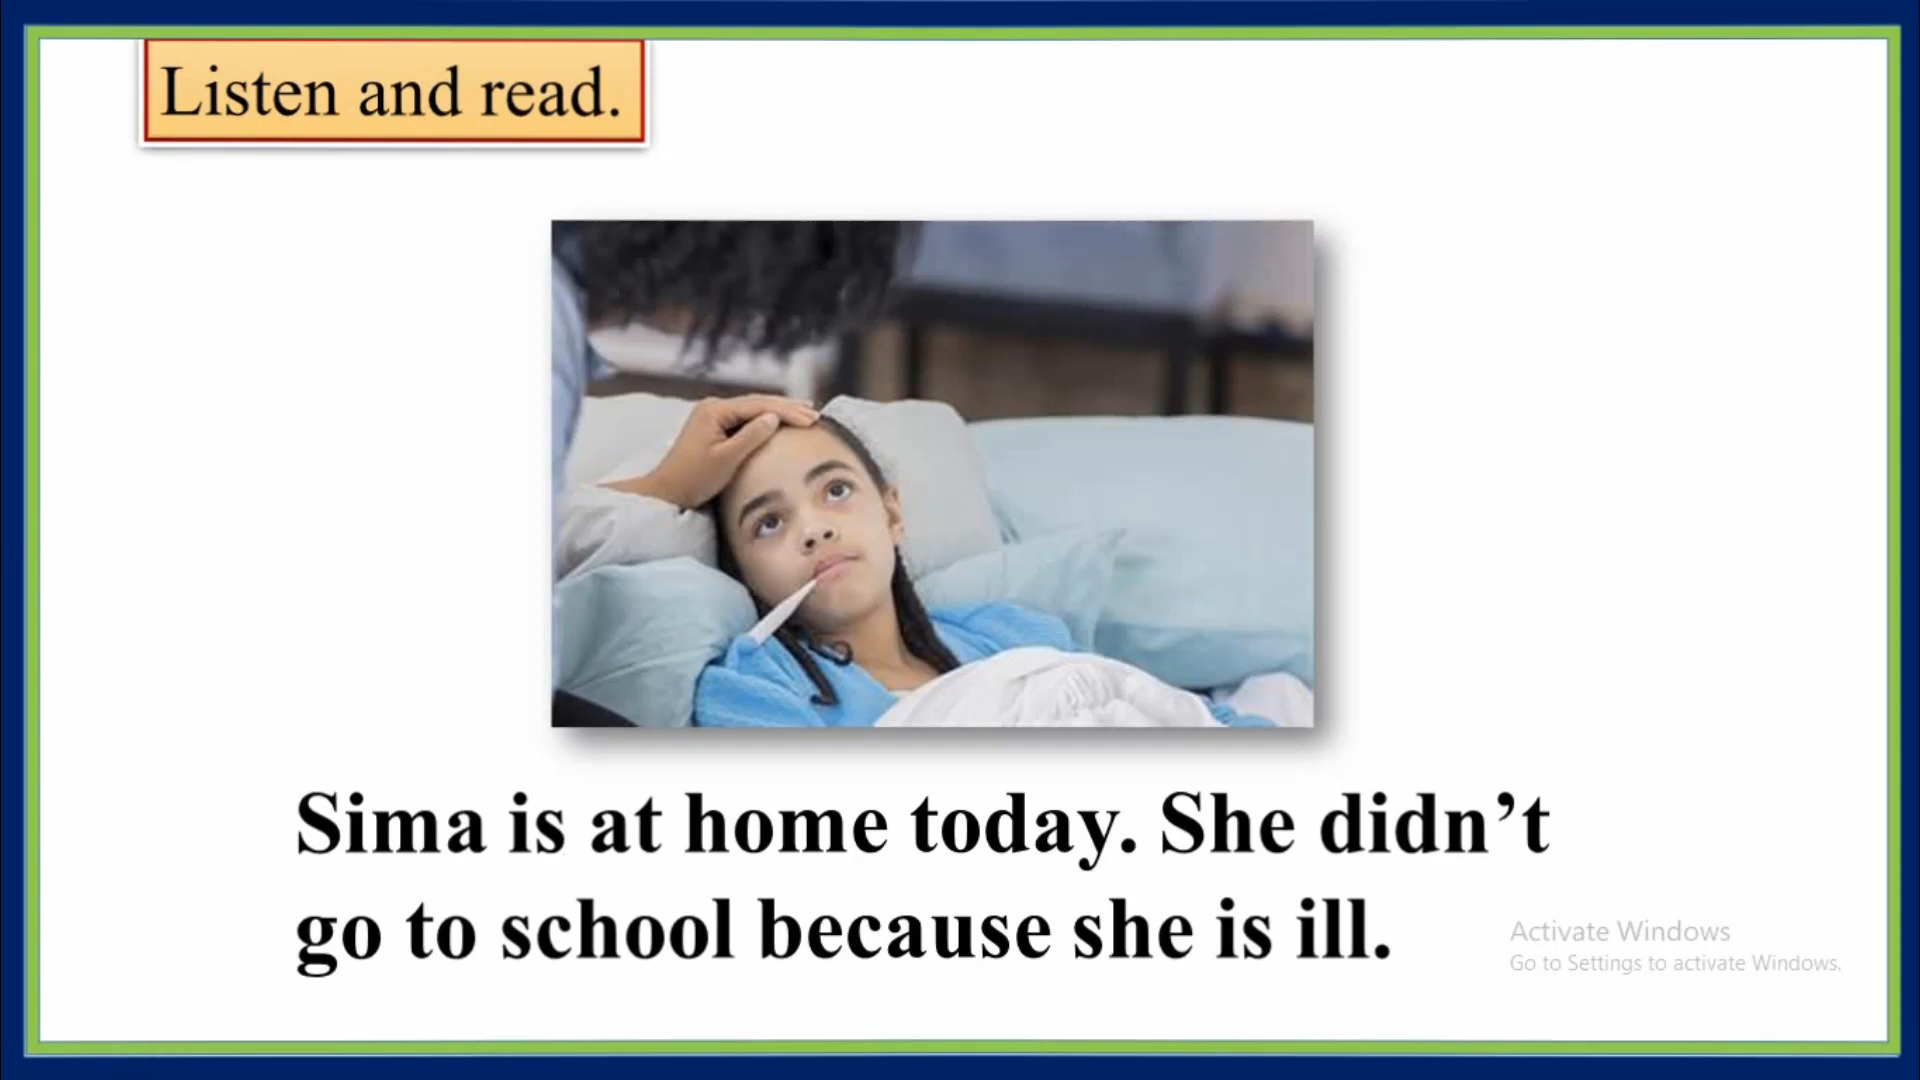 Listen and read.
Sima is at home today. She didn’t
go to school because she is ill.
Activate Windows
Go to Settings to activate Windows.